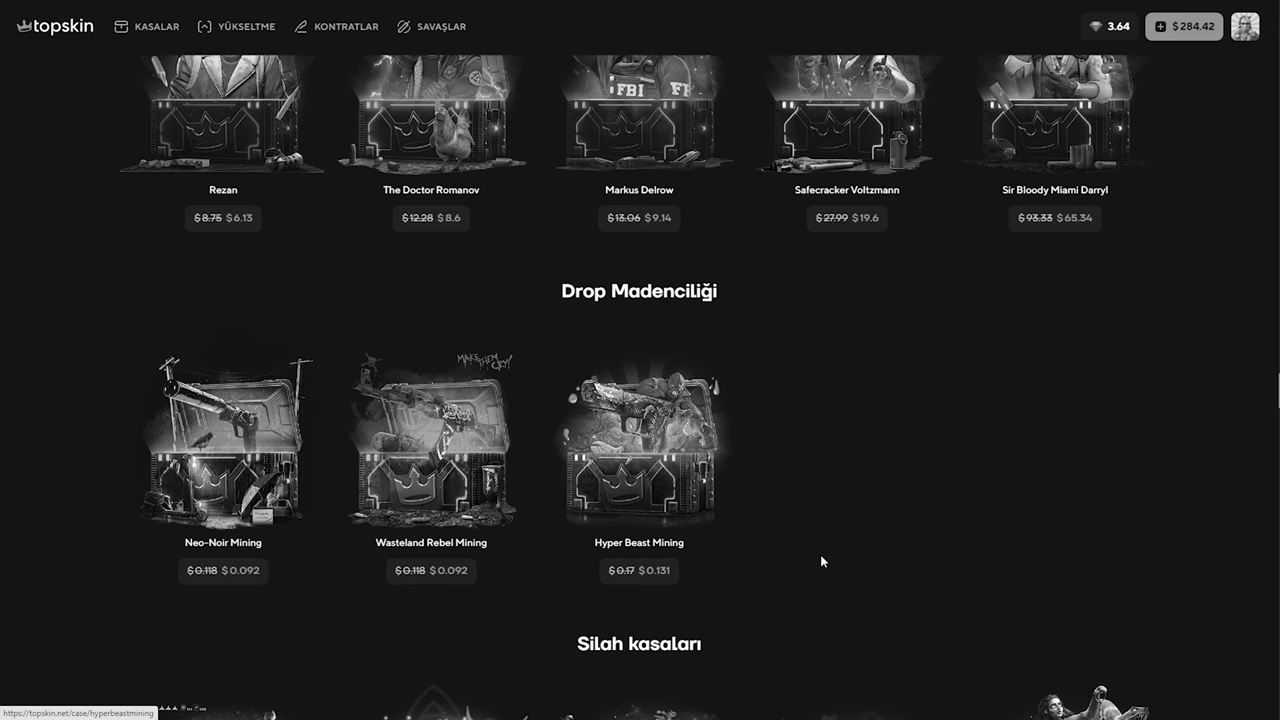 topskin
KASALAR
YÜKSELTME
KONTRATLAR
SAVAŞLAR
3.64
$ 284.42
FBI
Rezan
The Doctor Romanov
Markus Delrow
Safecracker Voltzmann
Sir Bloody Miami Darryl
$ 8.75 $ 6.13
$ 12.28 $ 8.6
$ 13.06 $ 9.14
$ 27.99 $ 19.6
$ 93.33 $ 65.34
Drop Madenciliği
MAKE THEM CRY!
Neo-Noir Mining
Wasteland Rebel Mining
Hyper Beast Mining
$ 0.118 $ 0.092
$ 0.118 $ 0.092
$ 0.17 $ 0.131
Silah kasaları
https://topskin.net/case/hyperbeastmining